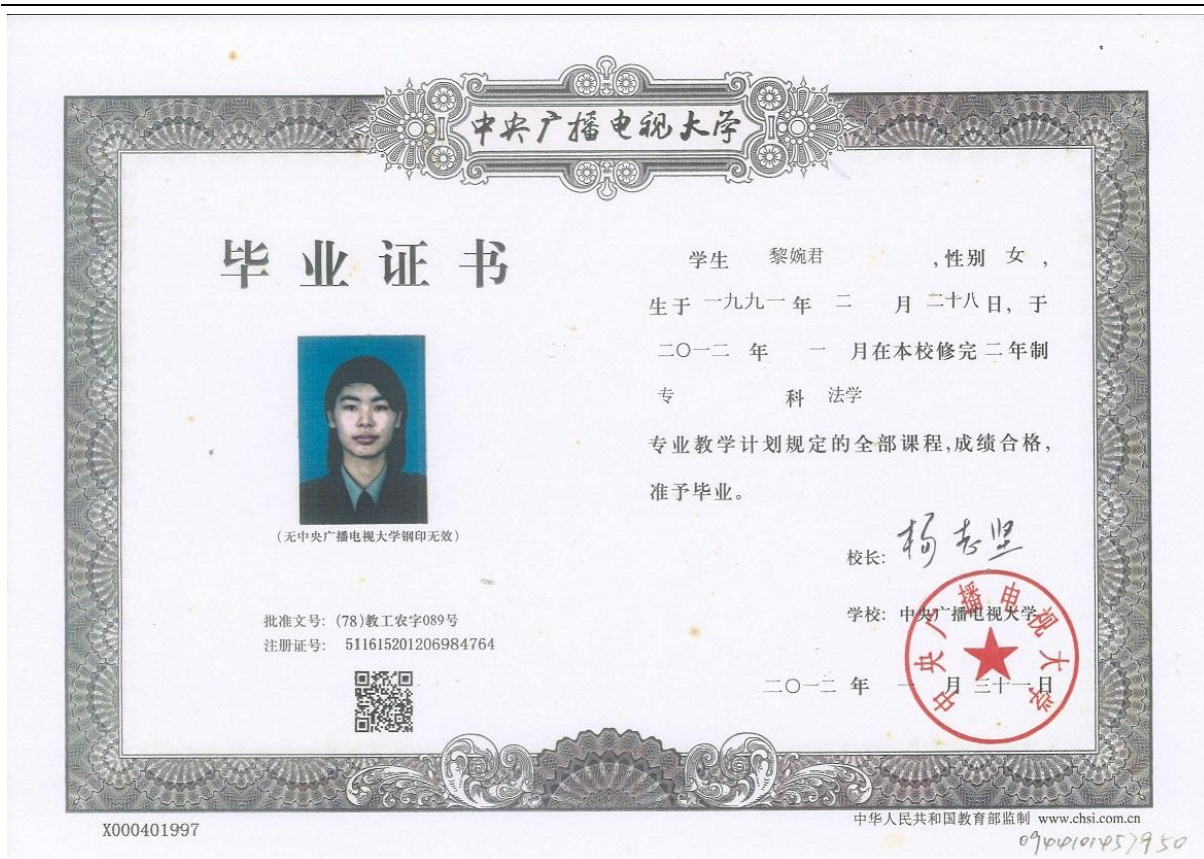 中央广播电视大学
毕业证书
学生 黎婉君 ,性别 女 ,
生于 一九九一 年 二 月 二十八 日, 于
二〇一二 年 一 月在本校修完 二 年制
专 科 法学
专业教学计划规定的全部课程,成绩合格,
准予毕业。
(无中央广播电视大学钢印无效)
校长: 杨志坚
批准文号: (78)教工农字089号
注册证号: 511615201206984764
学校: 中央广播电视大学
二〇一二 年 一 月 三十一 日
中央广播电视大学
X000401997
中华人民共和国教育部监制 www.chsi.com.cn